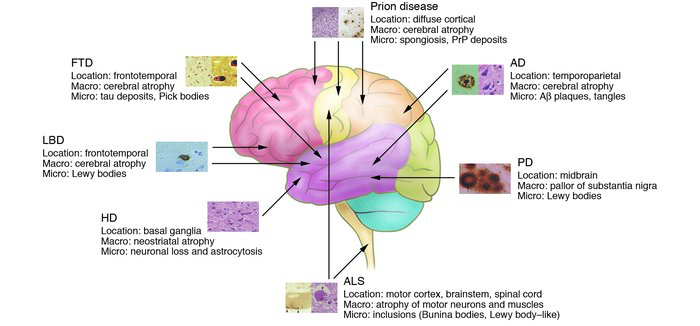 Prion disease
Location: diffuse cortical
Macro: cerebral atrophy
Micro: spongiosis, PrP deposits
FTD
Location: frontotemporal
Macro: cerebral atrophy
Micro: tau deposits, Pick bodies
AD
Location: temporoparietal
Macro: cerebral atrophy
Micro: Aβ plaques, tangles
LBD
Location: frontotemporal
Macro: cerebral atrophy
Micro: Lewy bodies
PD
Location: midbrain
Macro: pallor of substantia nigra
Micro: Lewy bodies
HD
Location: basal ganglia
Macro: neostriatal atrophy
Micro: neuronal loss and astrocytosis
ALS
Location: motor cortex, brainstem, spinal cord
Macro: atrophy of motor neurons and muscles
Micro: inclusions (Bunina bodies, Lewy body–like)